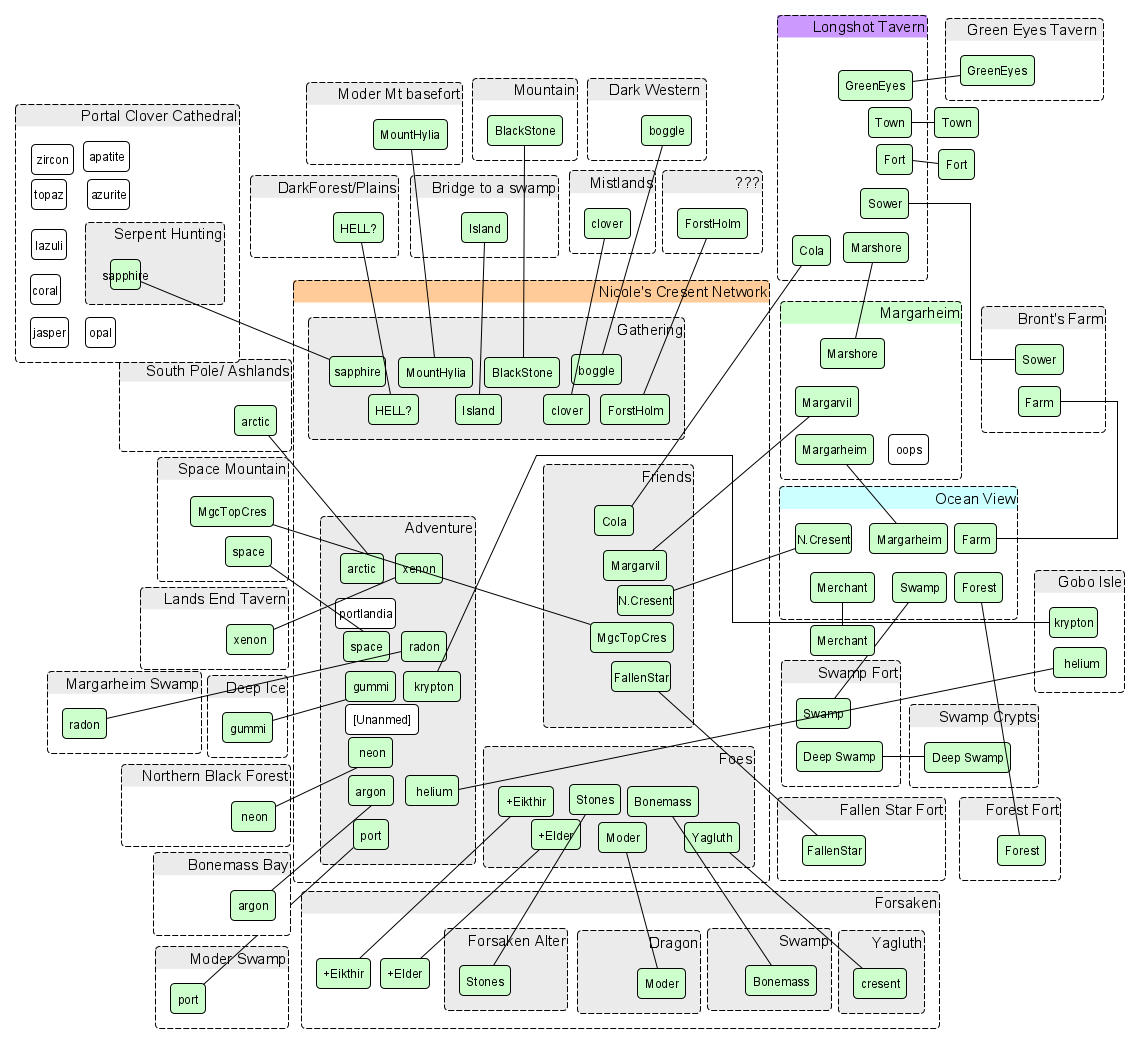 Longshot Tavern
GreenEyes
Town
Fort
Sower
Cola
Marshore
Green Eyes Tavern
GreenEyes
Town
Fort
Moder Mt basefort
MountHylia
Mountain
BlackStone
Dark Western
boggle
Portal Clover Cathedral
zircon
apatite
topaz
azurite
lazuli
coral
jasper
opal
Serpent Hunting
sapphire
DarkForest/Plains
HELL?
Bridge to a swamp
Island
Mistlands
clover
???
ForstHolm
Nicole's Cresent Network
Gathering
sapphire
MountHylia
BlackStone
boggle
HELL?
Island
clover
ForstHolm
Margarheim
Marshore
Margarvil
Margarheim
oops
Bront's Farm
Sower
Farm
South Pole/ Ashlands
arctic
Space Mountain
MgcTopCres
space
Lands End Tavern
xenon
Margarheim Swamp
radon
Deep Ice
gummi
Northern Black Forest
neon
Bonemass Bay
argon
Moder Swamp
port
Adventure
arctic
xenon
portlandia
space
radon
gummi
krypton
[Unanmed]
neon
argon
helium
port
Friends
Cola
Margarvil
N.Cresent
MgcTopCres
FallenStar
Ocean View
N.Cresent
Margarheim
Farm
Merchant
Swamp
Forest
Merchant
Gobo Isle
krypton
helium
Swamp Fort
Swamp
Deep Swamp
Swamp Crypts
Deep Swamp
Foes
+Eikthir
Stones
Bonemass
+Elder
Moder
Yagluth
Fallen Star Fort
FallenStar
Forest Fort
Forest
Forsaken
+Eikthir
+Elder
Forsaken Alter
Stones
Dragon
Moder
Swamp
Bonemass
Yagluth
cresent